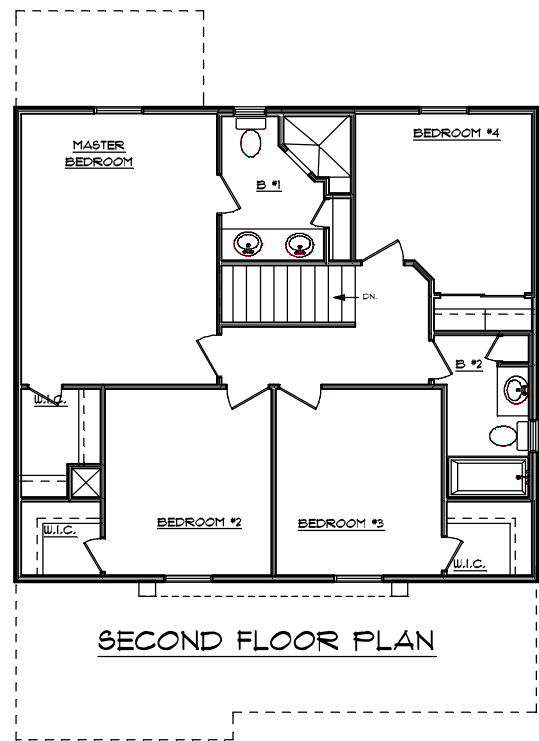 MASTER
BEDROOM
B #1
BEDROOM #4
DN.
B #2
W.I.C.
BEDROOM #2
BEDROOM #3
W.I.C.
W.I.C.
SECOND FLOOR PLAN